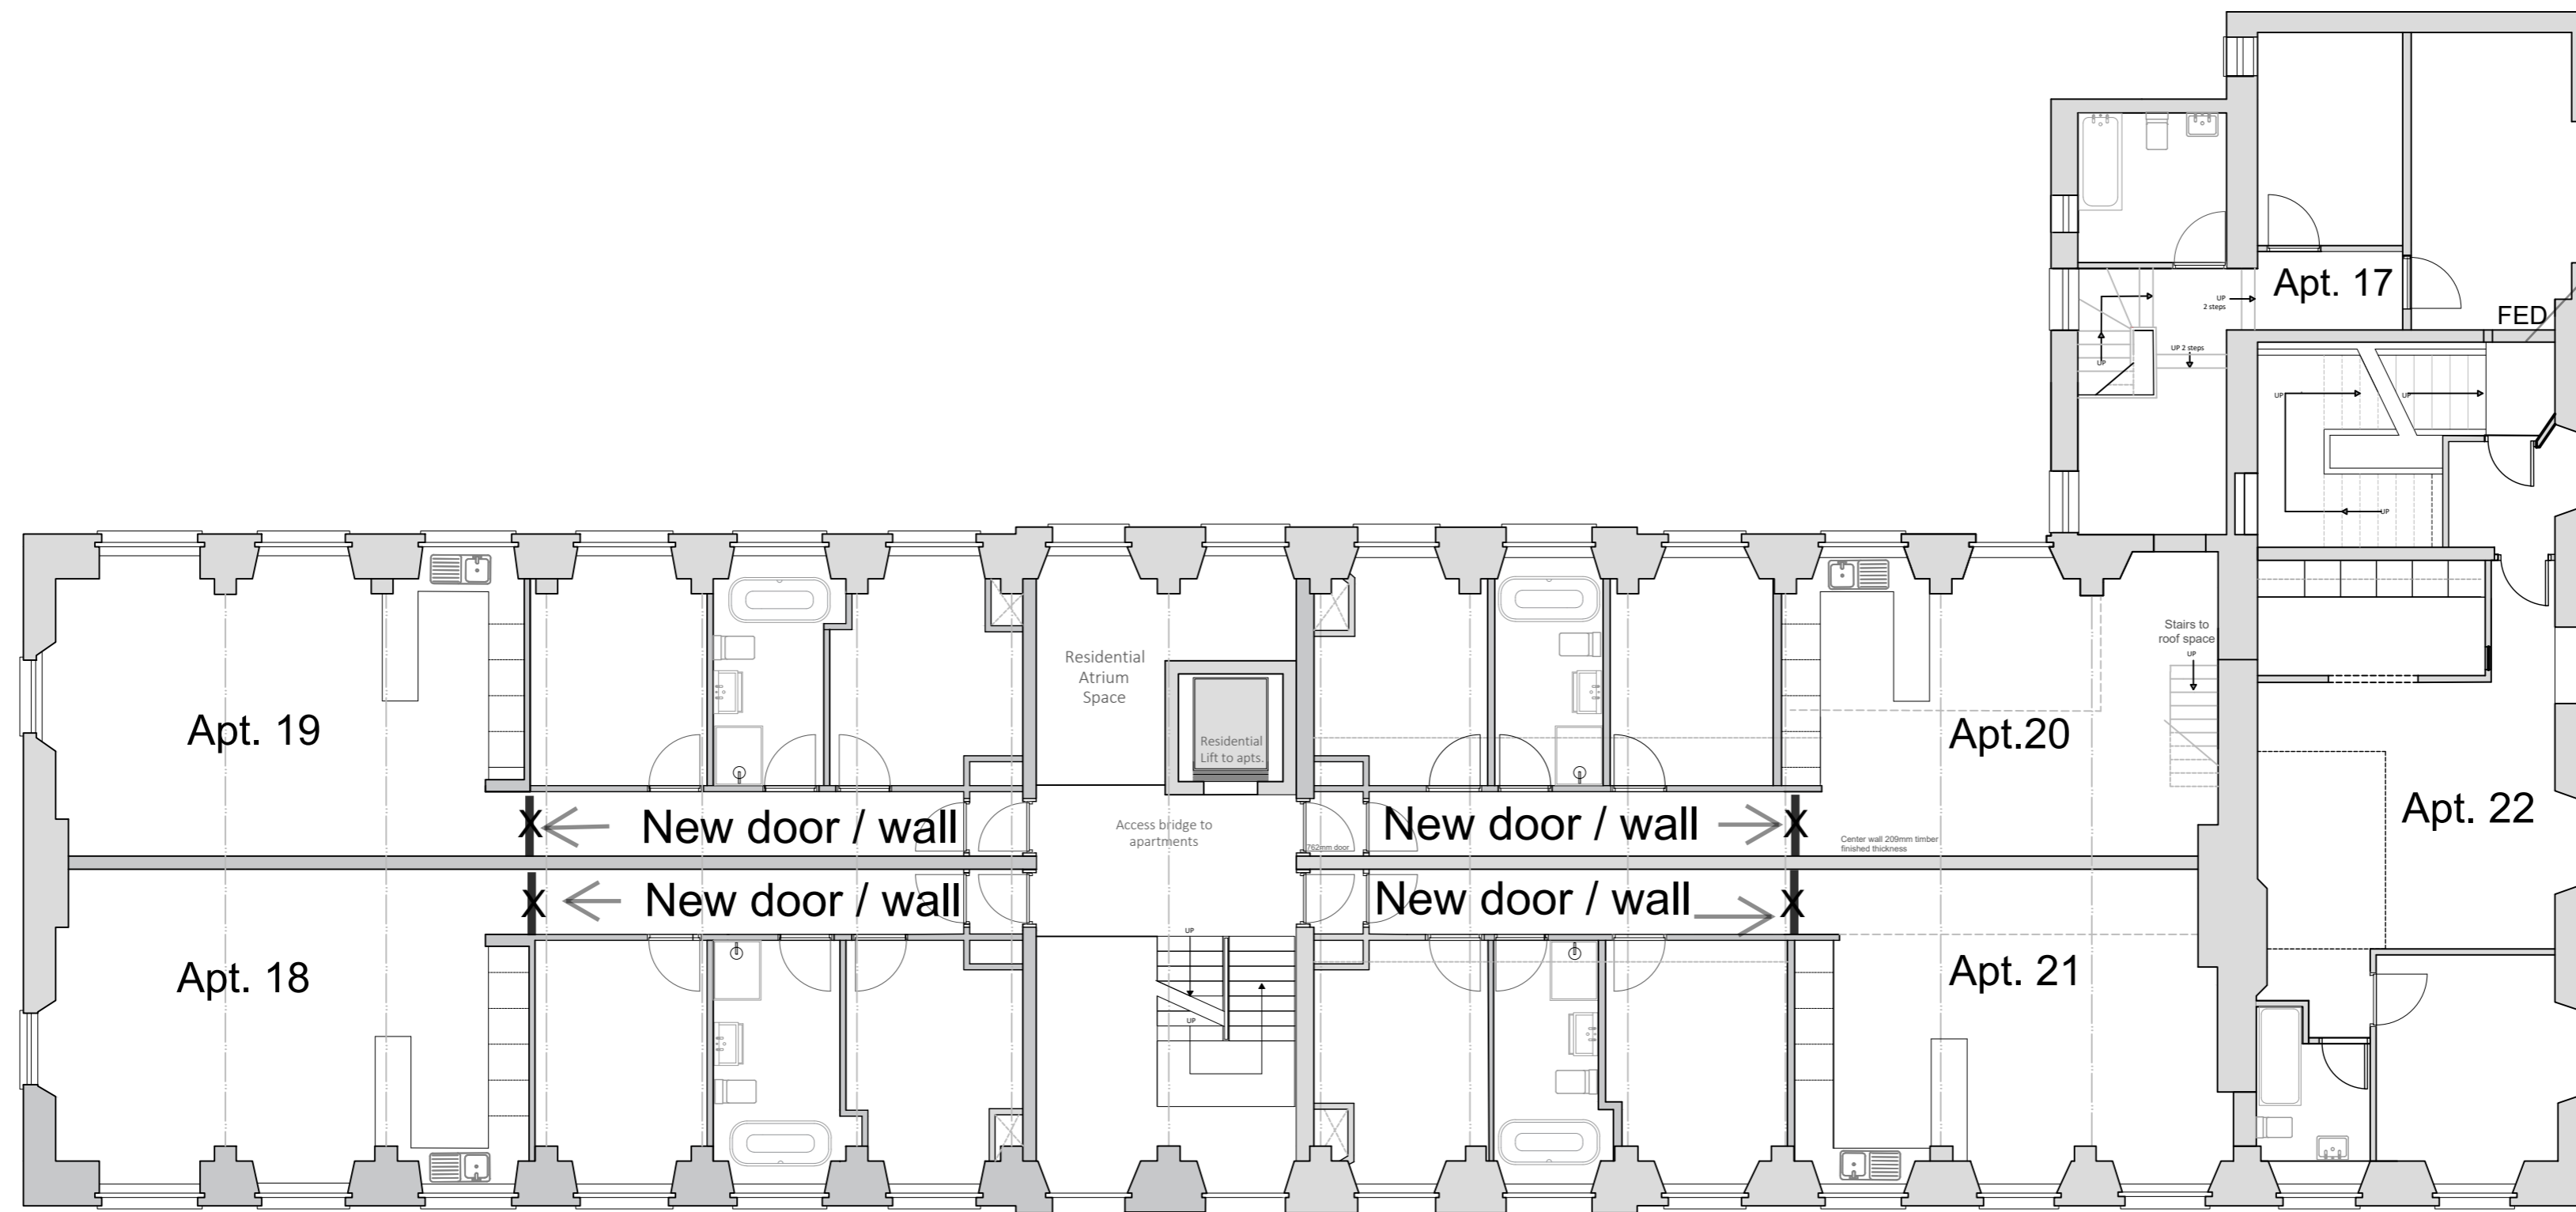 Apt. 17
UP
2 steps
FED
UP 2 steps
UP
UP
UP
UP
Stairs to
roof space
UP
Residential
Atrium
Space
Apt. 19
Residential
Lift to apts.
Apt.20
Apt. 22
New door / wall
X
Access bridge to
apartments
New door / wall
X
762mm door
Center wall 209mm timber
finished thickness
X
New door / wall
New door / wall
X
UP
Apt. 18
Apt. 21
UP